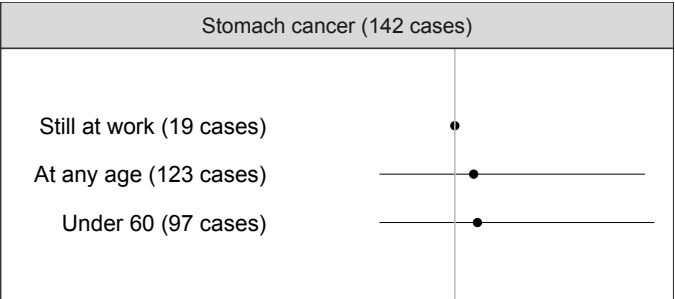 Stomach cancer (142 cases)
Still at work (19 cases)
At any age (123 cases)
Under 60 (97 cases)